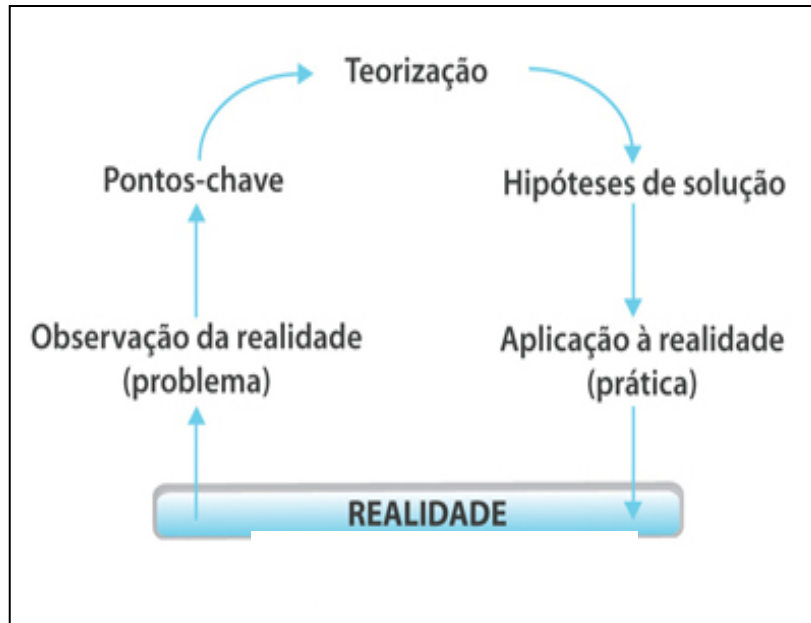 Teorização
Pontos-chave
Hipóteses de solução
Observação da realidade
(problema)
Aplicação à realidade
(prática)
REALIDADE